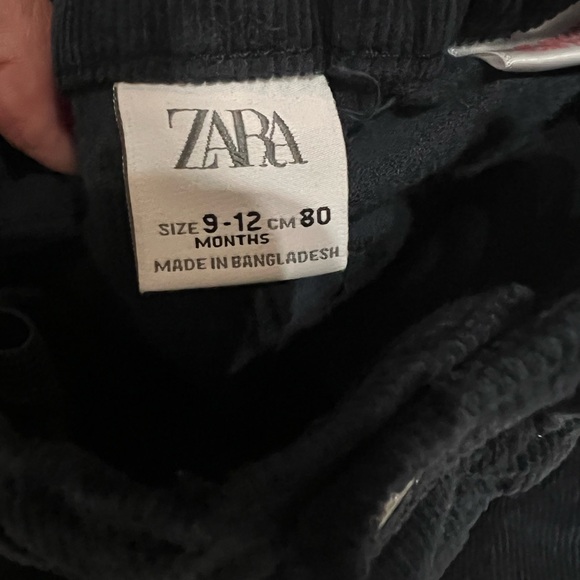 ZARA
SIZE 9-12 CM 80
MONTHS
MADE IN BANGLADESH